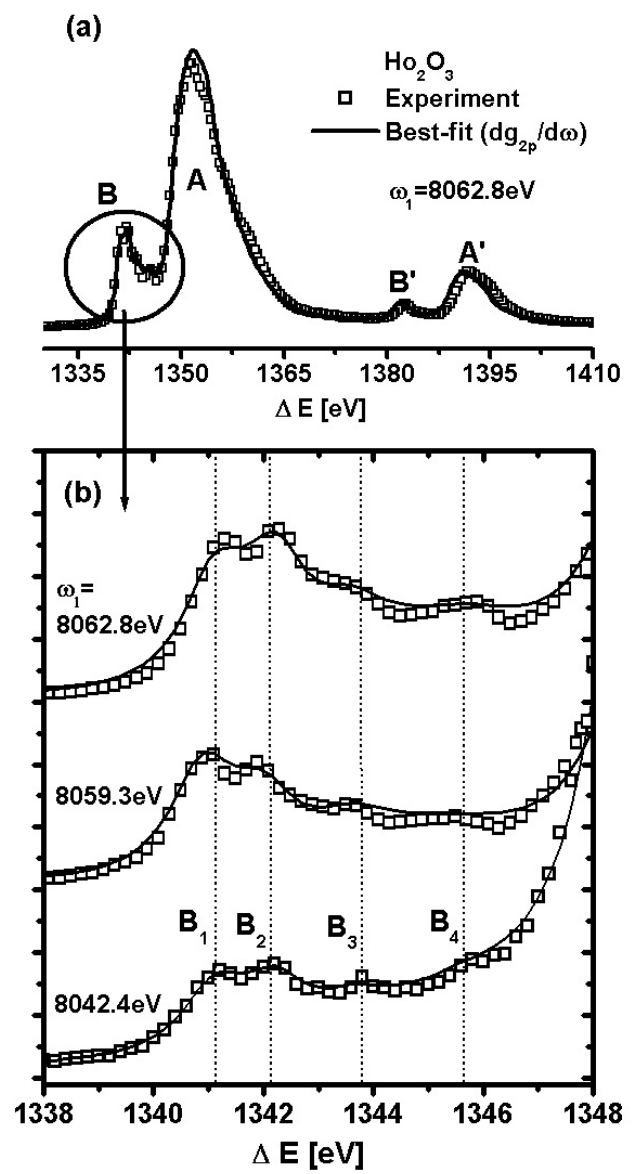 (a)
Ho₂O₃
Experiment
Best-fit (dg₂ₚ/dω)
ω₁=8062.8eV
B
A
B'
A'
1335 1350 1365 1380 1395 1410
Δ E [eV]
(b)
ω₁=
8062.8eV
8059.3eV
B₁ B₂ B₃ B₄
8042.4eV
1338 1340 1342 1344 1346 1348
Δ E [eV]